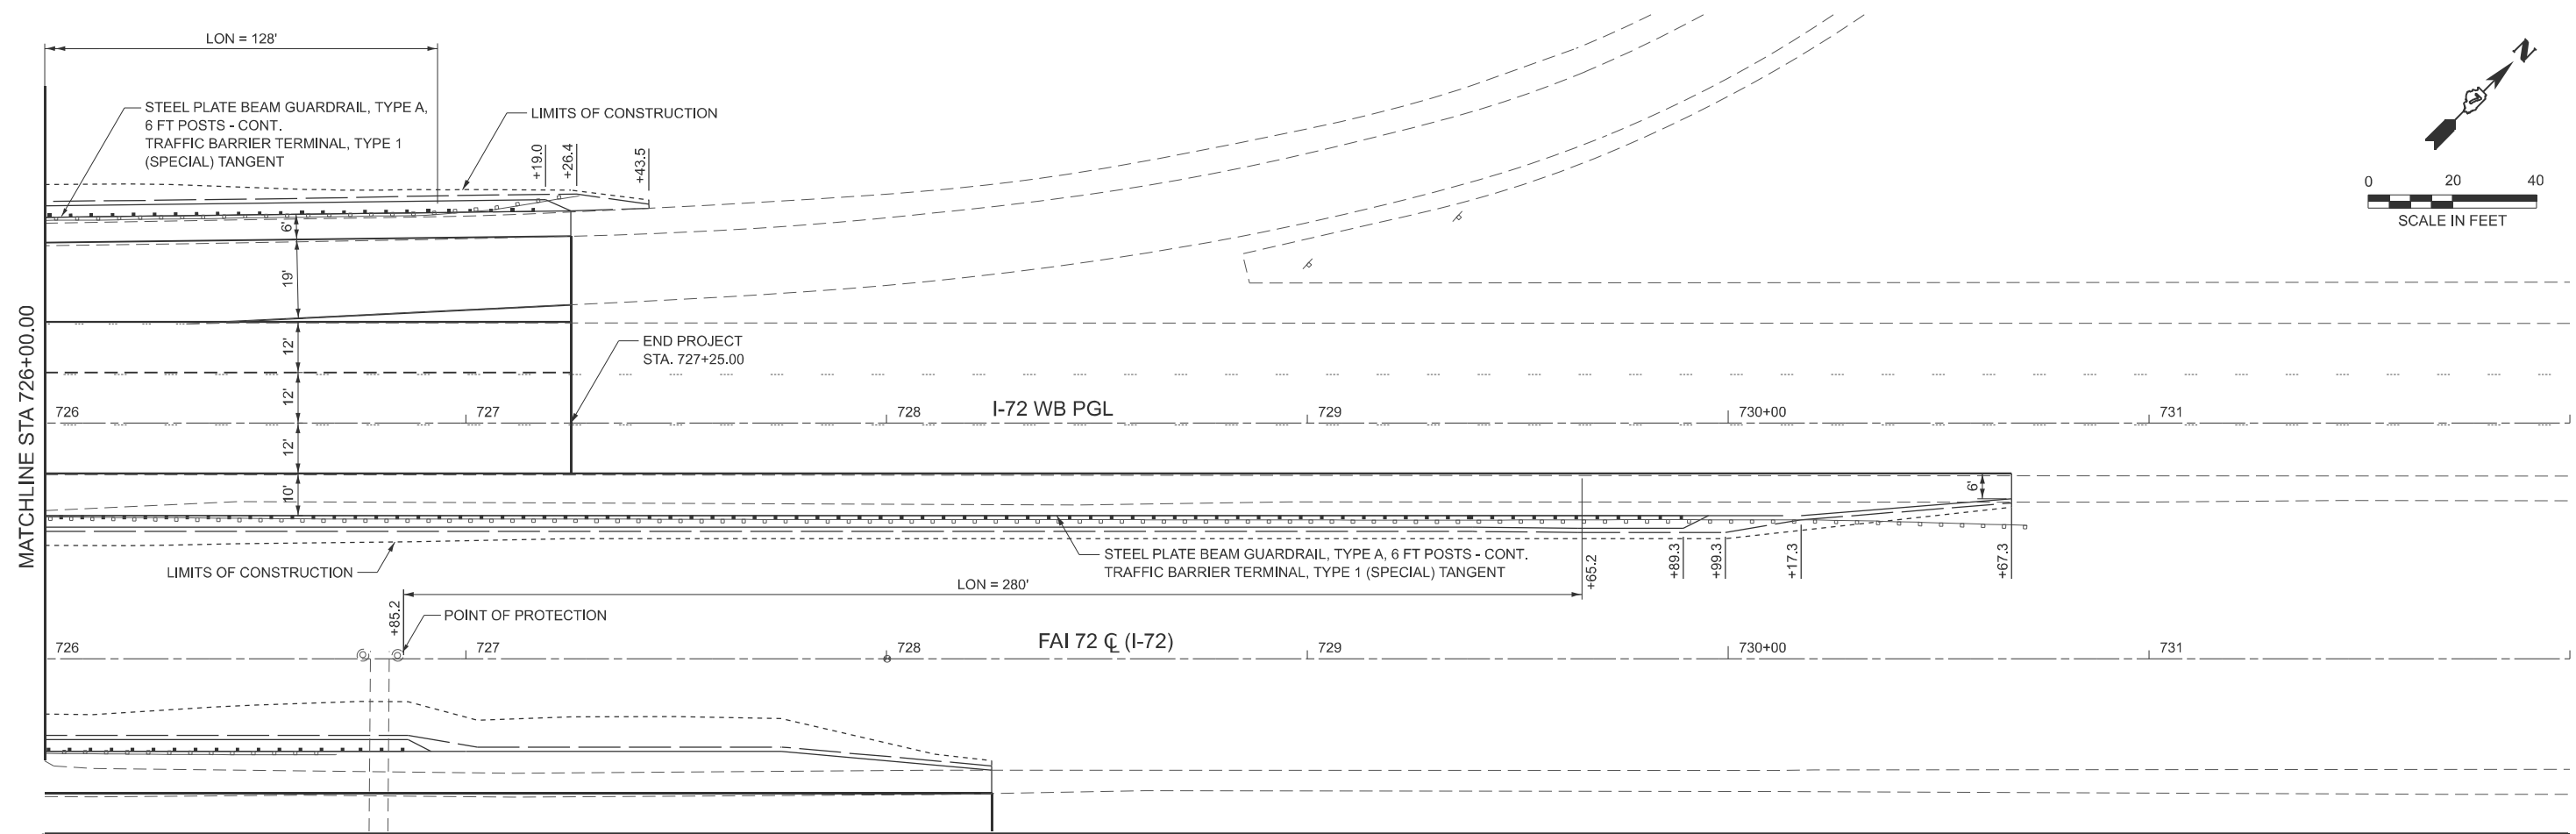 LON = 128'
STEEL PLATE BEAM GUARDRAIL, TYPE A,
6 FT POSTS - CONT.
TRAFFIC BARRIER TERMINAL, TYPE 1
(SPECIAL) TANGENT
LIMITS OF CONSTRUCTION
+19.0
+26.4
+43.5
N
0 20 40
SCALE IN FEET
6'
19'
12'
12'
12'
10'
MATCHLINE STA 726+00.00
END PROJECT
STA. 727+25.00
726 727 728 I-72 WB PGL 729 730+00 731
6'
STEEL PLATE BEAM GUARDRAIL, TYPE A, 6 FT POSTS - CONT.
TRAFFIC BARRIER TERMINAL, TYPE 1 (SPECIAL) TANGENT
+65.2
+89.3
+99.3
+17.3
+67.3
LIMITS OF CONSTRUCTION
LON = 280'
+85.2
POINT OF PROTECTION
726 727 728 FAI 72 ℄ (I-72) 729 730+00 731